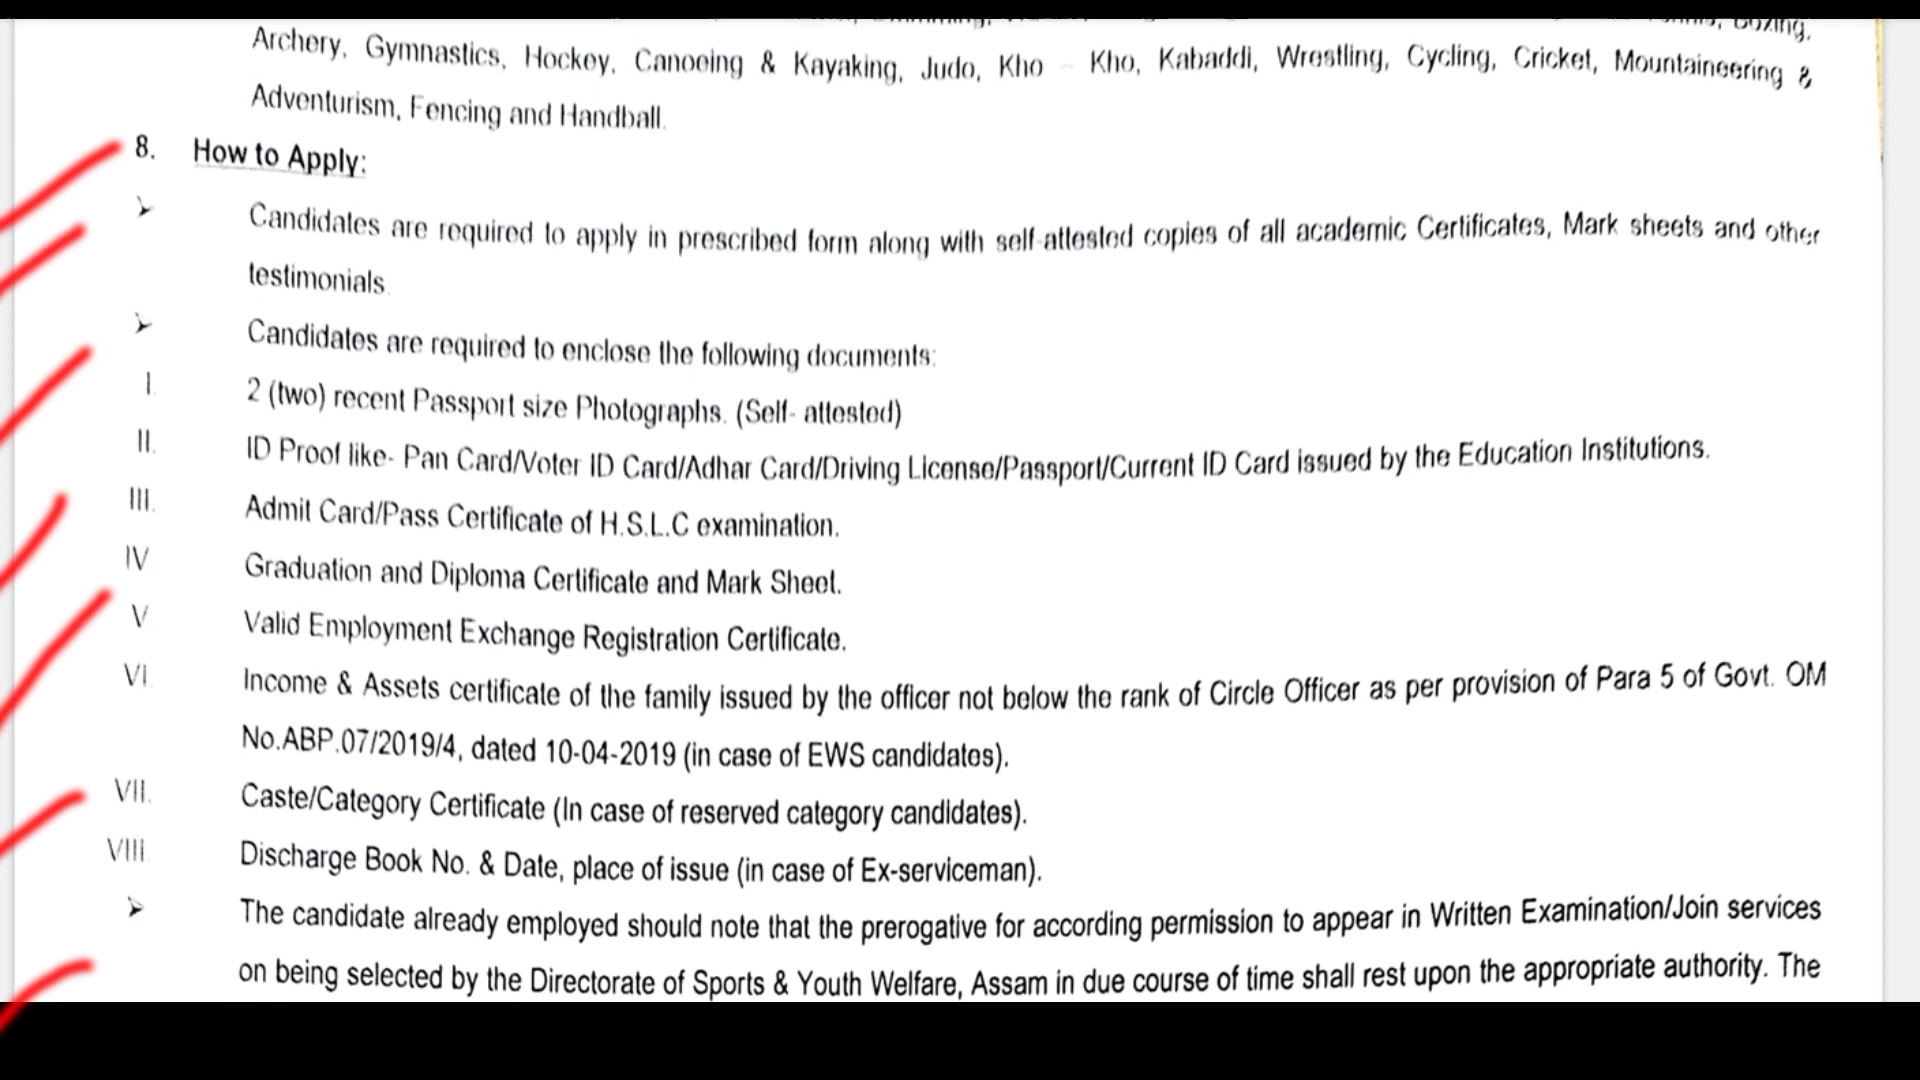 Boxing,
Archery, Gymnastics, Hockey, Canoeing & Kayaking, Judo, Kho - Kho, Kabaddi, Wrestling, Cycling, Cricket, Mountaineering &
Adventurism, Fencing and Handball.
8. How to Apply:
➢ Candidates are required to apply in prescribed form along with self-attested copies of all academic Certificates, Mark sheets and other
testimonials.
➢ Candidates are required to enclose the following documents:
I. 2 (two) recent Passport size Photographs. (Self- attested)
II. ID Proof like- Pan Card/Voter ID Card/Adhar Card/Driving License/Passport/Current ID Card issued by the Education Institutions.
III. Admit Card/Pass Certificate of H.S.L.C examination.
IV Graduation and Diploma Certificate and Mark Sheet.
V Valid Employment Exchange Registration Certificate.
VI. Income & Assets certificate of the family issued by the officer not below the rank of Circle Officer as per provision of Para 5 of Govt. OM
No.ABP.07/2019/4, dated 10-04-2019 (in case of EWS candidates).
VII. Caste/Category Certificate (In case of reserved category candidates).
VIII. Discharge Book No. & Date, place of issue (in case of Ex-serviceman).
➢ The candidate already employed should note that the prerogative for according permission to appear in Written Examination/Join services
on being selected by the Directorate of Sports & Youth Welfare, Assam in due course of time shall rest upon the appropriate authority. The